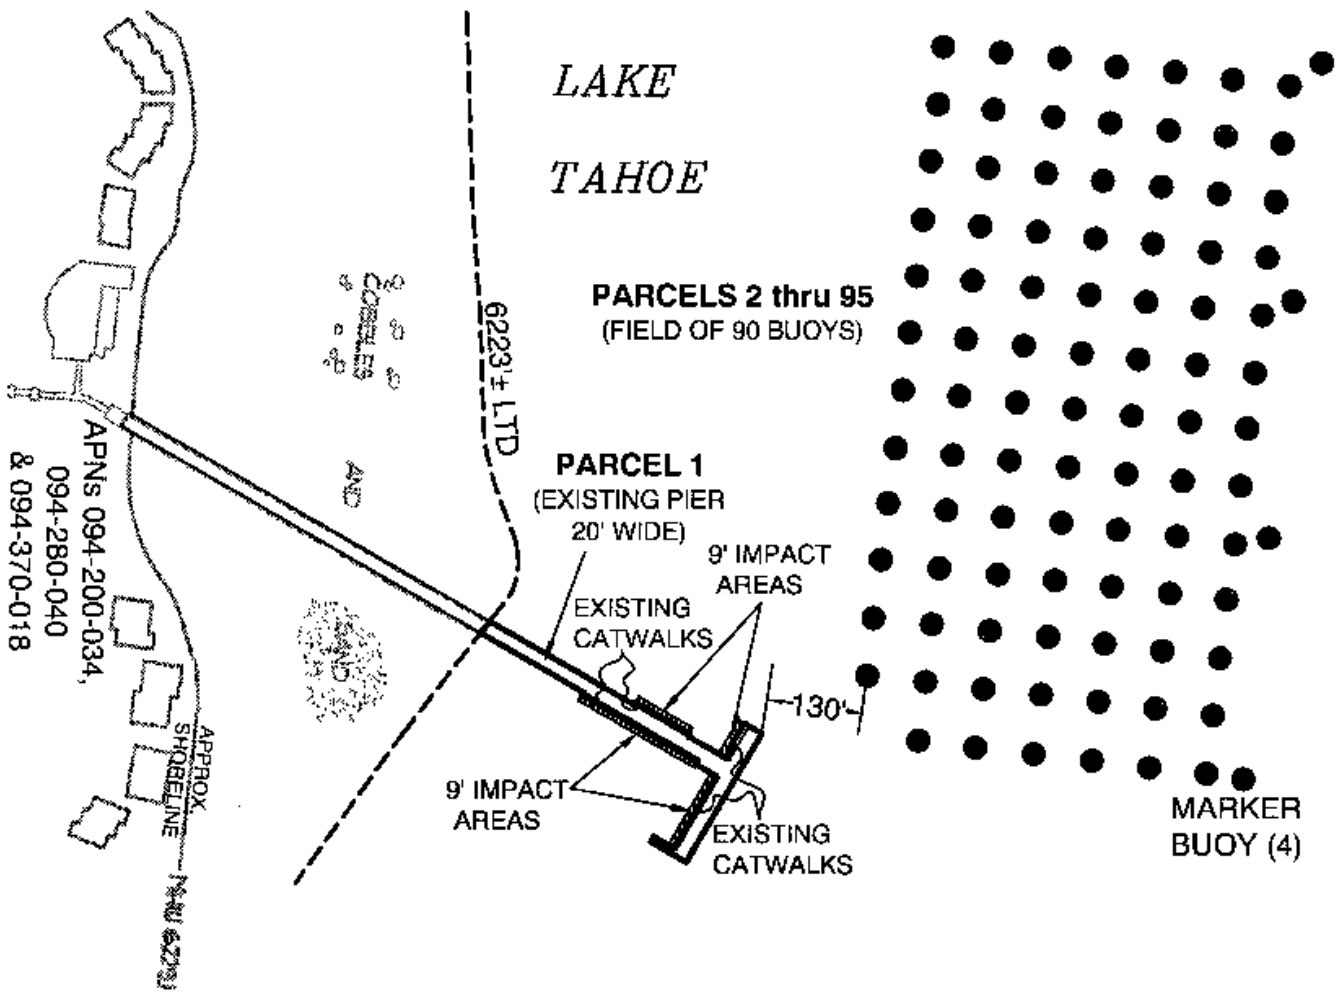 LAKE
TAHOE
PARCELS 2 thru 95
(FIELD OF 90 BUOYS)
COBBLES
AND
SAND
6223'± LTD
PARCEL 1
(EXISTING PIER
20' WIDE)
9' IMPACT
AREAS
EXISTING
CATWALKS
130'
APNs 094-200-034,
094-280-040
& 094-370-018
APPROX.
SHORELINE
9' IMPACT
AREAS
EXISTING
CATWALKS
MARKER
BUOY (4)